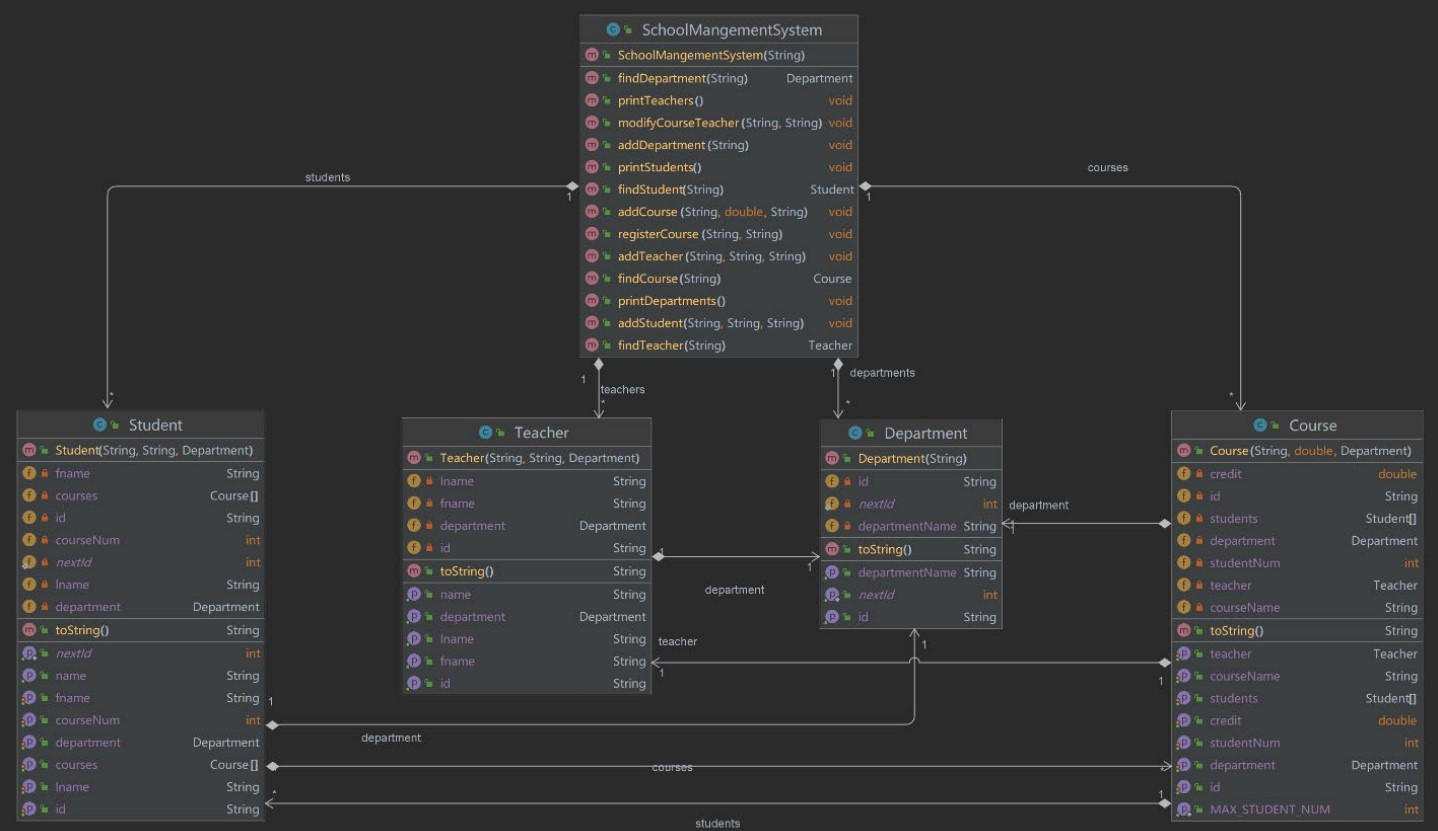 SchoolMangementSystem
SchoolMangementSystem(String)
findDepartment(String) Department
printTeachers() void
modifyCourseTeacher(String, String) void
addDepartment(String) void
printStudents() void
findStudent(String) Student
addCourse(String, double, String) void
registerCourse(String, String) void
addTeacher(String, String, String) void
findCourse(String) Course
printDepartments() void
addStudent(String, String, String) void
findTeacher(String) Teacher
students
1
*
courses
1
*
1
teachers
*
1
departments
*
Student
Student(String, String, Department)
fname String
courses Course[]
id String
courseNum int
nextId int
lname String
department Department
toString() String
nextId int
name String
fname String
courseNum int
department Department
courses Course[]
lname String
id String
Teacher
Teacher(String, String, Department)
lname String
fname String
department Department
id String
toString() String
name String
department Department
lname String
fname String
id String
Department
Department(String)
id String
nextId int
departmentName String
toString() String
departmentName String
nextId int
id String
Course
Course(String, double, Department)
credit double
id String
students Student[]
department Department
studentNum int
teacher Teacher
courseName String
toString() String
teacher Teacher
courseName String
students Student[]
credit double
studentNum int
department Department
id String
MAX_STUDENT_NUM int
department
1
1
department
1
teacher
1
1
1
department
1
courses
*
students
1
*